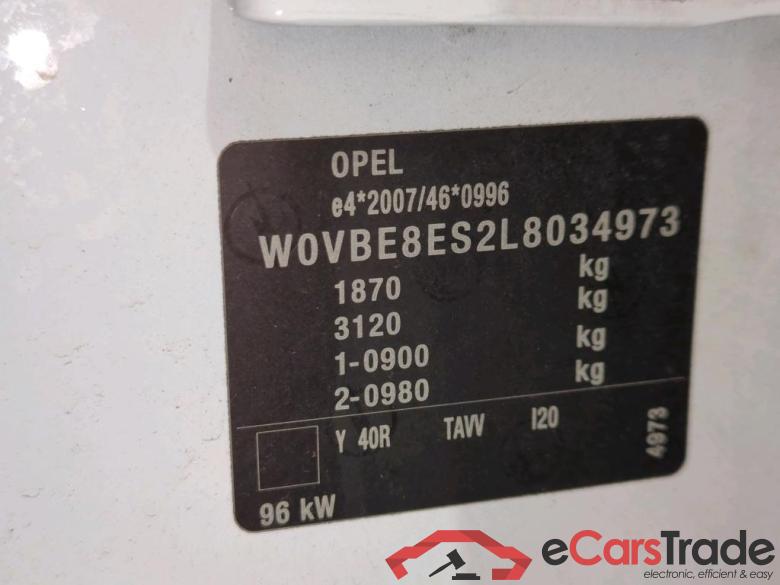 OPEL
e4*2007/46*0996
W0VBE8ES2L8034973
1870 kg
3120 kg
1-0900 kg
2-0980 kg
Y 40R TAVV I20
4973
96 kW
eCarsTrade
electronic, efficient & easy